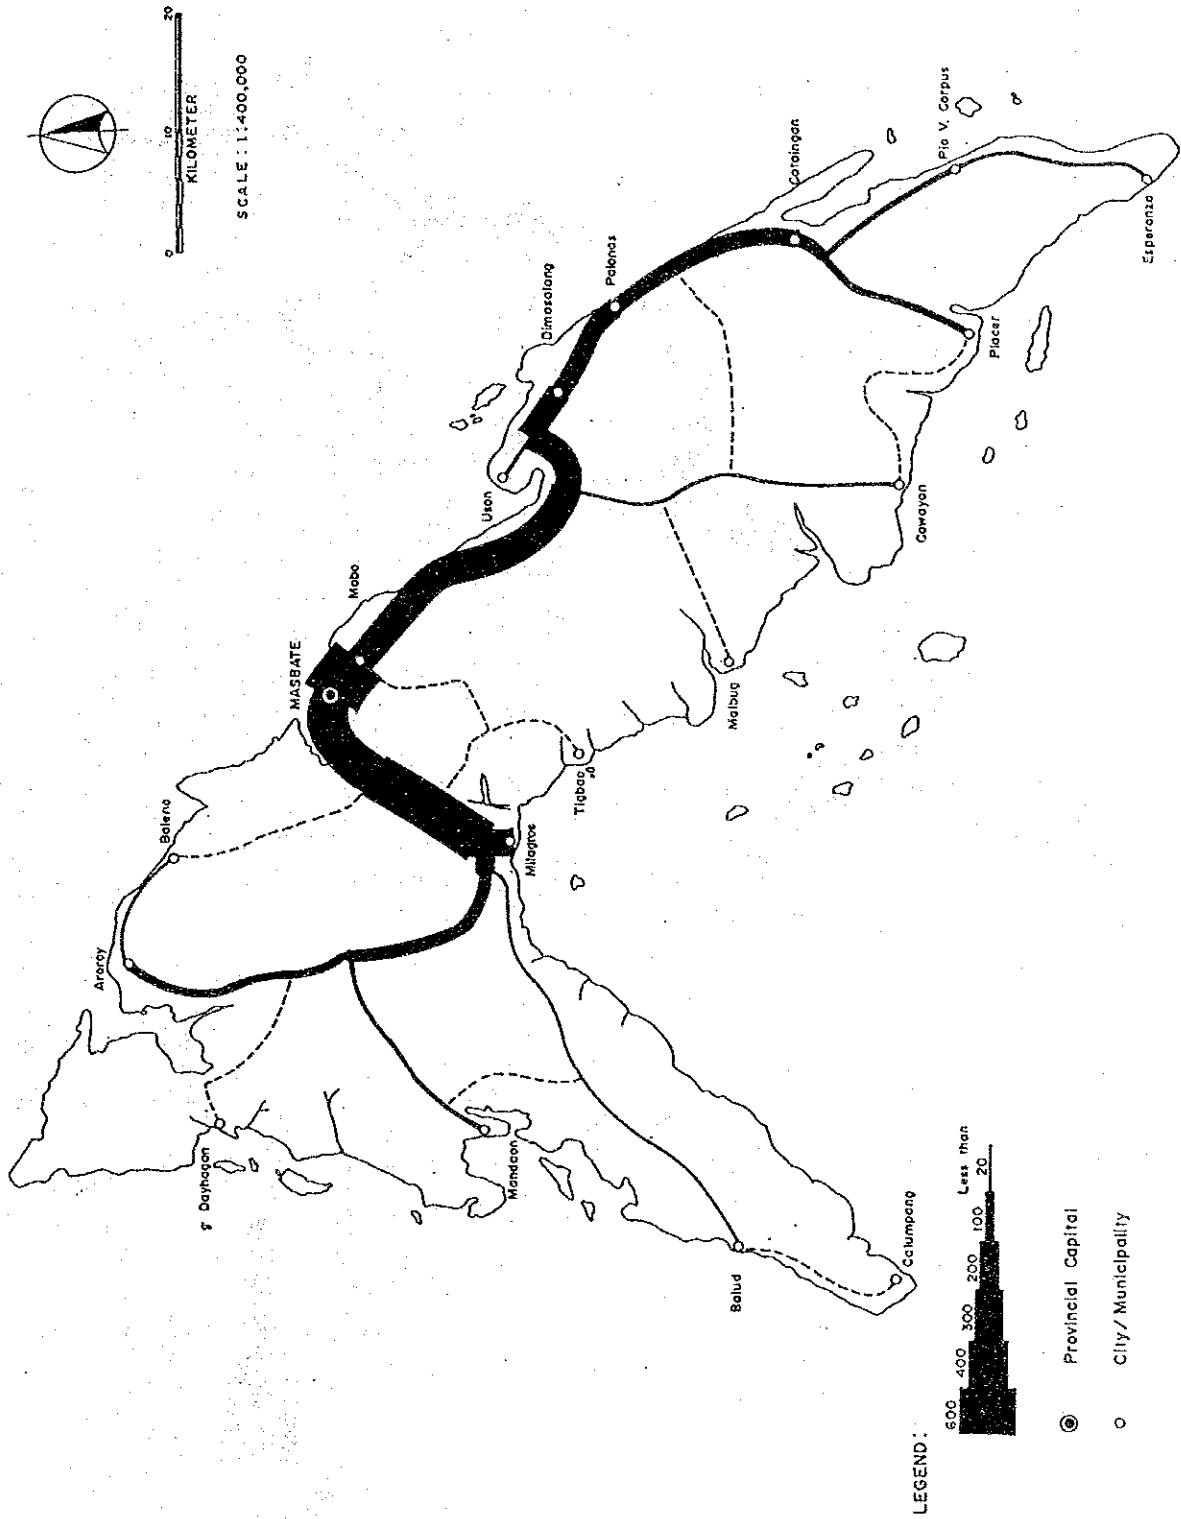 0 10 20
KILOMETER
SCALE: 1:400,000
MASBATE
Mobo
Uson
Dimasalang
Palanas
Cataingan
Pio V. Corpus
Esperanza
Placer
Cawayan
Malbug
Tigbao
Milagros
Baleno
Aroroy
Dayhagan
Mandaon
Balud
Calumpang
LEGEND:
600 400 300 200 100 20
Less than
Provincial Capital
City / Municipality